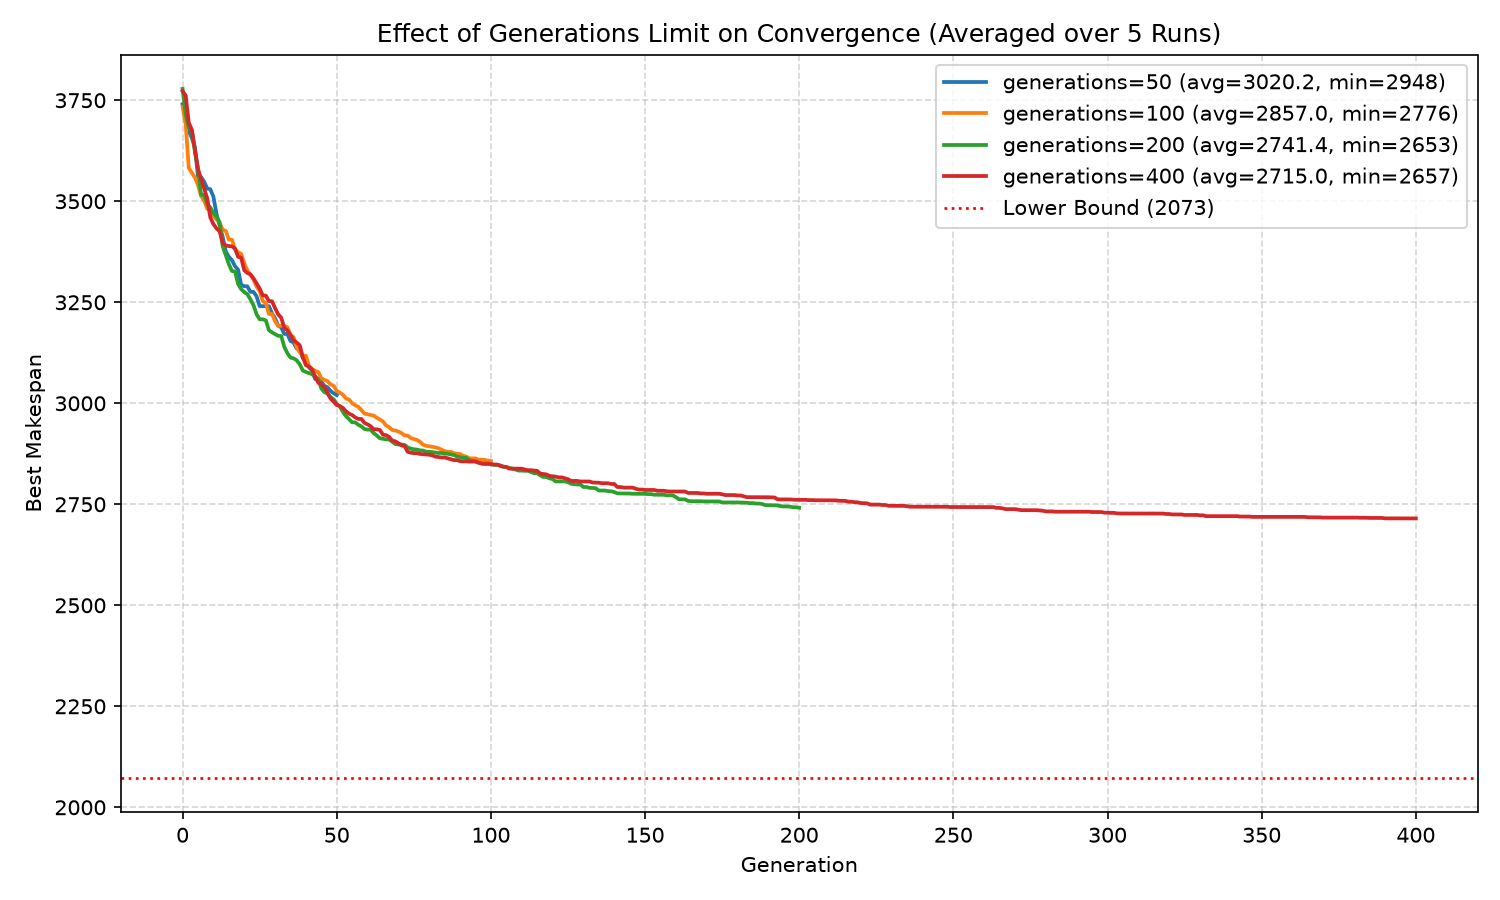 Effect of Generations Limit on Convergence (Averaged over 5 Runs)
generations=50 (avg=3020.2, min=2948)
generations=100 (avg=2857.0, min=2776)
generations=200 (avg=2741.4, min=2653)
generations=400 (avg=2715.0, min=2657)
Lower Bound (2073)
Best Makespan
3750
3500
3250
3000
2750
2500
2250
2000
0 50 100 150 200 250 300 350 400
Generation